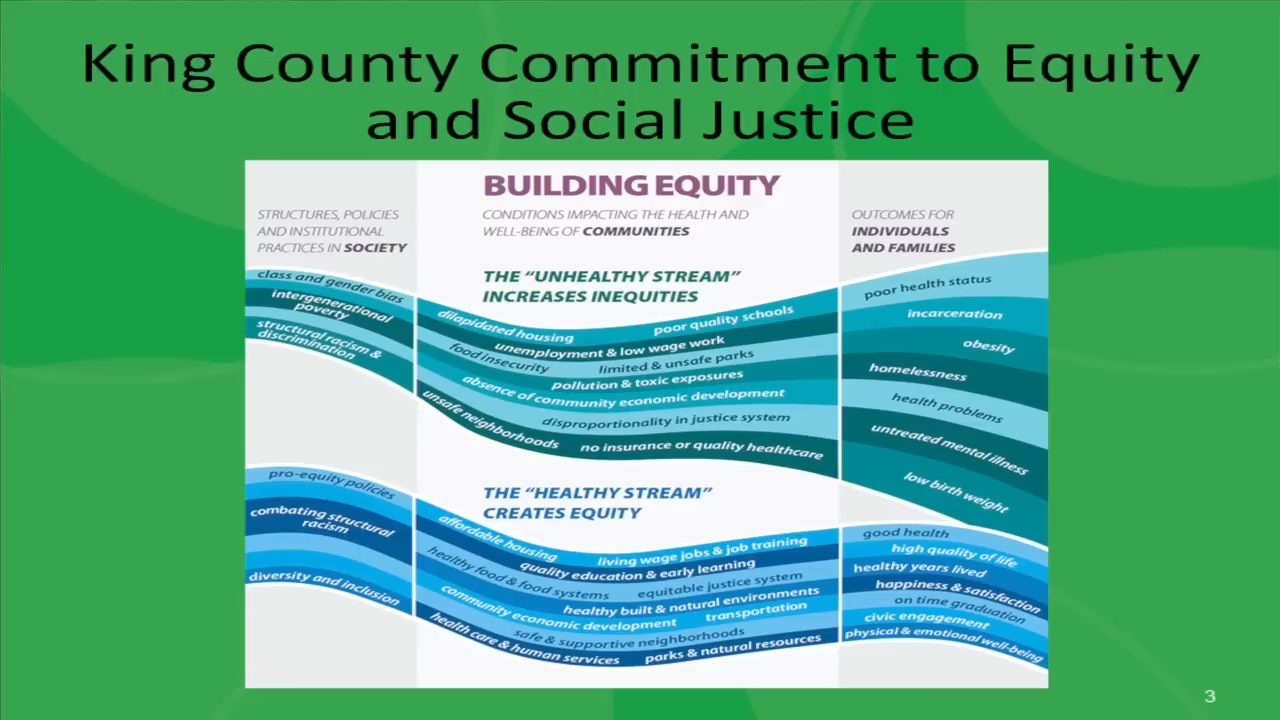 King County Commitment to Equity
and Social Justice
BUILDING EQUITY
STRUCTURES, POLICIES
AND INSTITUTIONAL
PRACTICES IN SOCIETY
CONDITIONS IMPACTING THE HEALTH AND
WELL-BEING OF COMMUNITIES
OUTCOMES FOR
INDIVIDUALS
AND FAMILIES
THE “UNHEALTHY STREAM”
INCREASES INEQUITIES
class and gender bias
intergenerational
poverty
structural racism &
discrimination
dilapidated housing
poor quality schools
unemployment & low wage work
food insecurity
limited & unsafe parks
pollution & toxic exposures
absence of community economic development
disproportionality in justice system
unsafe neighborhoods
no insurance or quality healthcare
poor health status
incarceration
obesity
homelessness
health problems
untreated mental illness
low birth weight
THE “HEALTHY STREAM”
CREATES EQUITY
pro-equity policies
combating structural
racism
diversity and inclusion
affordable housing
living wage jobs & job training
quality education & early learning
healthy food & food systems
equitable justice system
healthy built & natural environments
community economic development
transportation
safe & supportive neighborhoods
health care & human services
parks & natural resources
good health
high quality of life
healthy years lived
happiness & satisfaction
on time graduation
civic engagement
physical & emotional well-being
3